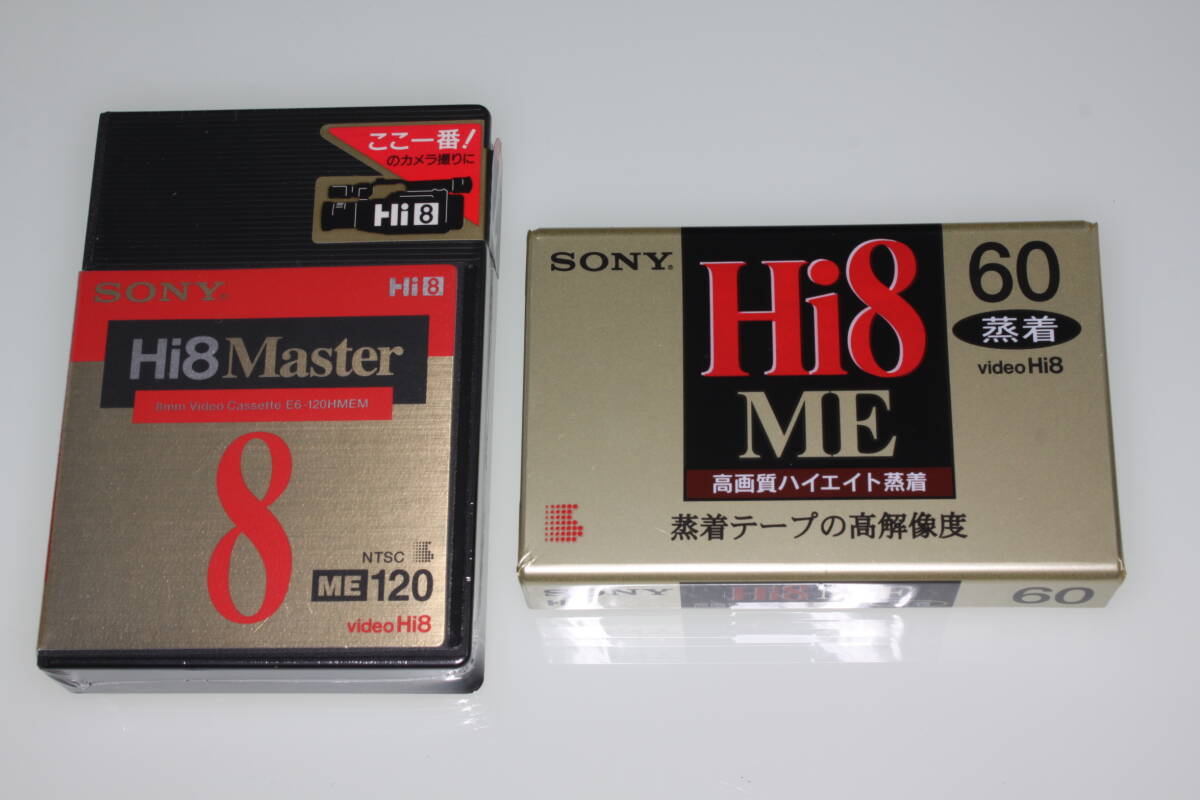 ここ一番!
のカメラ撮りに
Hi8
SONY®
Hi8
Hi8 Master
8mm Video Cassette E6-120HMEM
8
NTSC
ME 120
video Hi8
SONY®
Hi8
ME
60
蒸着
video Hi8
高画質ハイエイト蒸着
蒸着テープの高解像度
SONY
Hi8
60